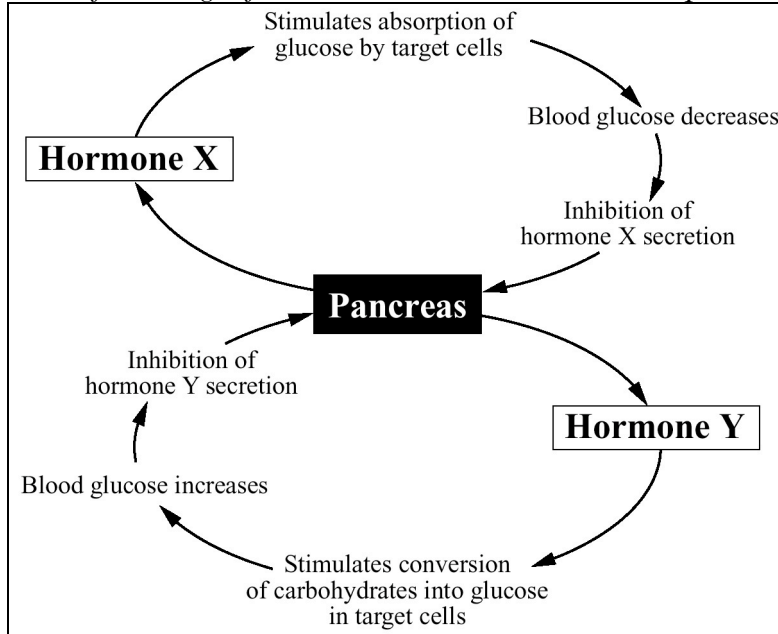 Stimulates absorption of
glucose by target cells
Blood glucose decreases
Hormone X
Inhibition of
hormone X secretion
Pancreas
Inhibition of
hormone Y secretion
Hormone Y
Blood glucose increases
Stimulates conversion
of carbohydrates into glucose
in target cells